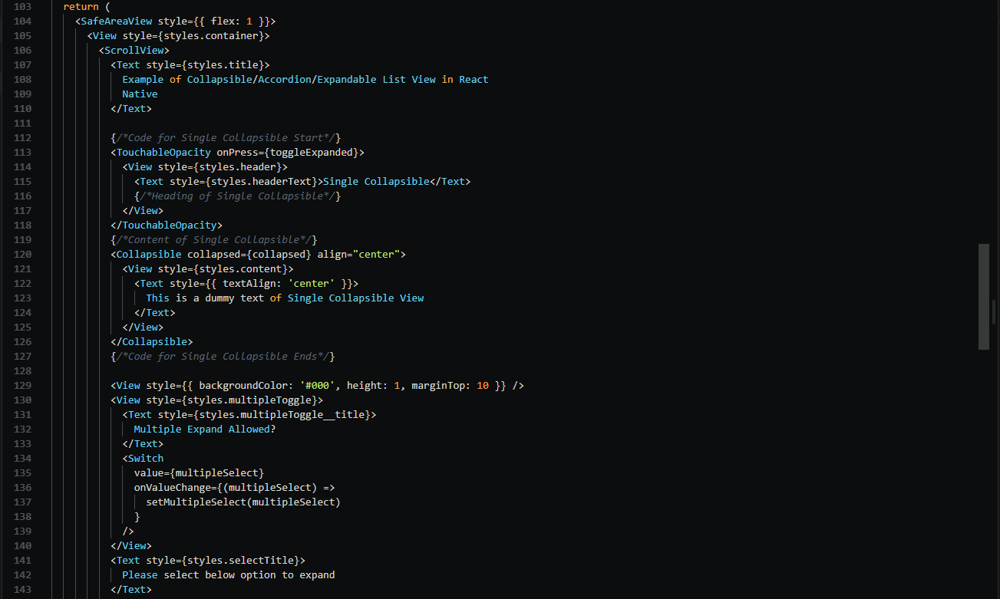 103 return (
104 <SafeAreaView style={{ flex: 1 }}>
105 <View style={styles.container}>
106 <ScrollView>
107 <Text style={styles.title}>
108 Example of Collapsible/Accordion/Expandable List View in React
109 Native
110 </Text>
111
112 {/*Code for Single Collapsible Start*/}
113 <TouchableOpacity onPress={toggleExpanded}>
114 <View style={styles.header}>
115 <Text style={styles.headerText}>Single Collapsible</Text>
116 {/*Heading of Single Collapsible*/}
117 </View>
118 </TouchableOpacity>
119 {/*Content of Single Collapsible*/}
120 <Collapsible collapsed={collapsed} align="center">
121 <View style={styles.content}>
122 <Text style={{ textAlign: 'center' }}>
123 This is a dummy text of Single Collapsible View
124 </Text>
125 </View>
126 </Collapsible>
127 {/*Code for Single Collapsible Ends*/}
128
129 <View style={{ backgroundColor: '#000', height: 1, marginTop: 10 }} />
130 <View style={styles.multipleToggle}>
131 <Text style={styles.multipleToggle__title}>
132 Multiple Expand Allowed?
133 </Text>
134 <Switch
135 value={multipleSelect}
136 onValueChange={(multipleSelect) =>
137 setMultipleSelect(multipleSelect)
138 }
139 />
140 </View>
141 <Text style={styles.selectTitle}>
142 Please select below option to expand
143 </Text>